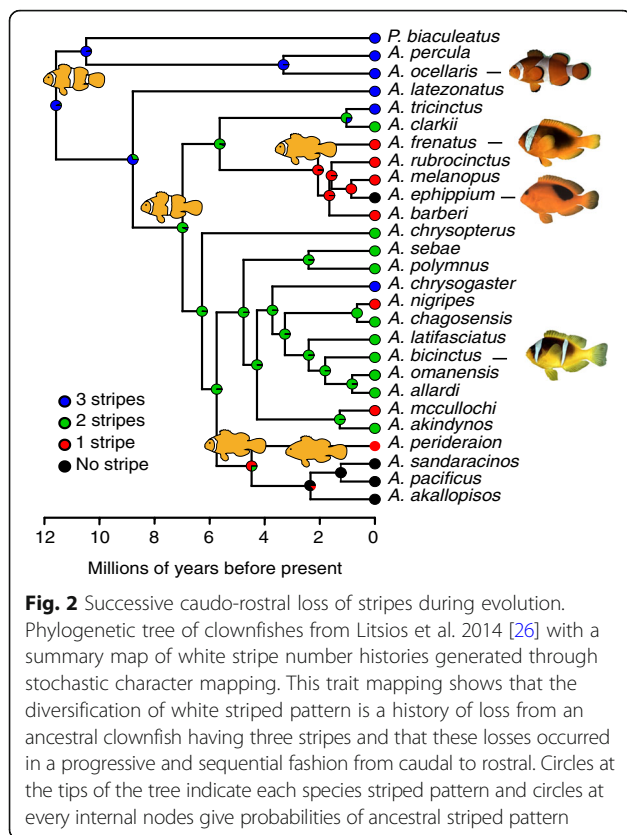 P. biaculeatus
A. percula
A. ocellaris
A. latezonatus
A. tricinctus
A. clarkii
A. frenatus
A. rubrocinctus
A. melanopus
A. ephippium
A. barberi
A. chrysopterus
A. sebae
A. polymnus
A. chrysogaster
A. nigripes
A. chagosensis
A. latifasciatus
A. bicinctus
A. omanensis
A. allardi
A. mccullochi
A. akindynos
A. perideraion
A. sandaracinos
A. pacificus
A. akallopisos
3 stripes
2 stripes
1 stripe
No stripe
12 10 8 6 4 2 0
Millions of years before present
Fig. 2 Successive caudo-rostral loss of stripes during evolution.
Phylogenetic tree of clownfishes from Litsios et al. 2014 [26] with a
summary map of white stripe number histories generated through
stochastic character mapping. This trait mapping shows that the
diversification of white striped pattern is a history of loss from an
ancestral clownfish having three stripes and that these losses occurred
in a progressive and sequential fashion from caudal to rostral. Circles at
the tips of the tree indicate each species striped pattern and circles at
every internal nodes give probabilities of ancestral striped pattern